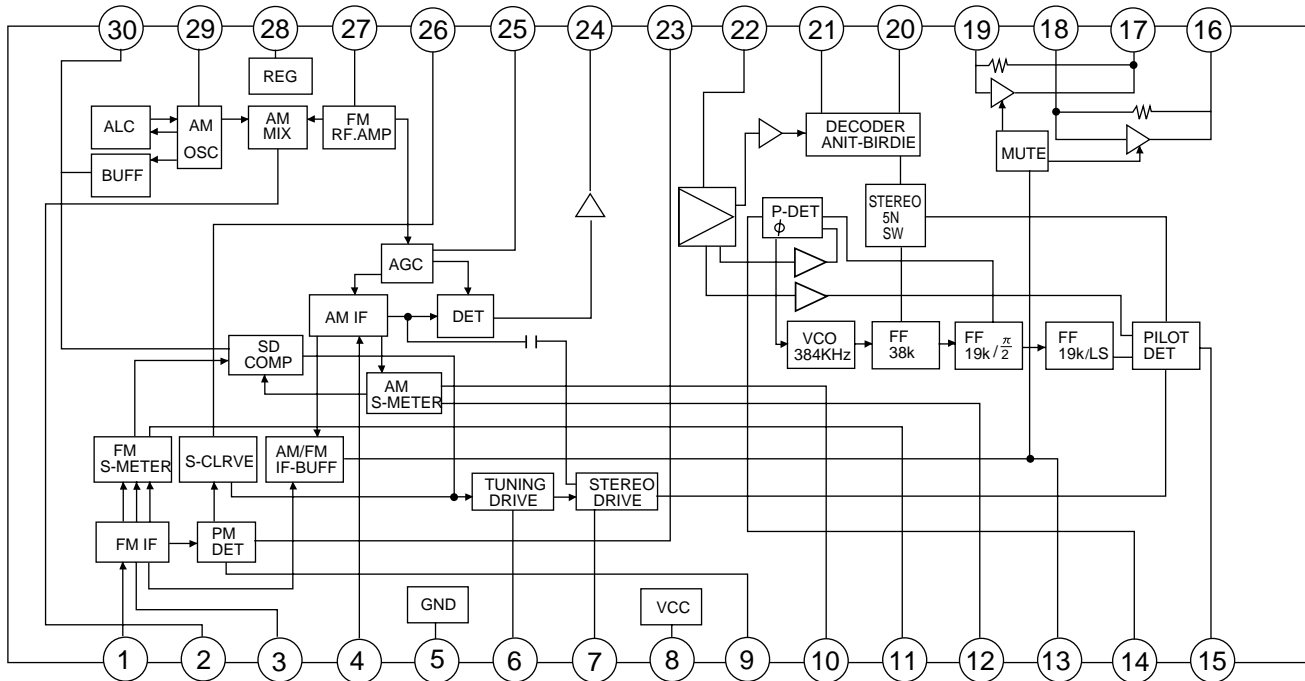 30 29 28 27 26 25 24 23 22 21 20 19 18 17 16
REG
ALC
AM
OSC
AM
MIX
FM
RF.AMP
DECODER
ANIT-BIRDIE
MUTE
BUFF
STEREO
5N
SW
P-DET
ϕ
AGC
AM IF
DET
SD
COMP
VCO
384KHz
FF
38k
FF
19k/π/2
FF
19k/LS
PILOT
DET
AM
S-METER
FM
S-METER
S-CLRVE
AM/FM
IF-BUFF
TUNING
DRIVE
STEREO
DRIVE
FM IF
PM
DET
GND
VCC
1 2 3 4 5 6 7 8 9 10 11 12 13 14 15